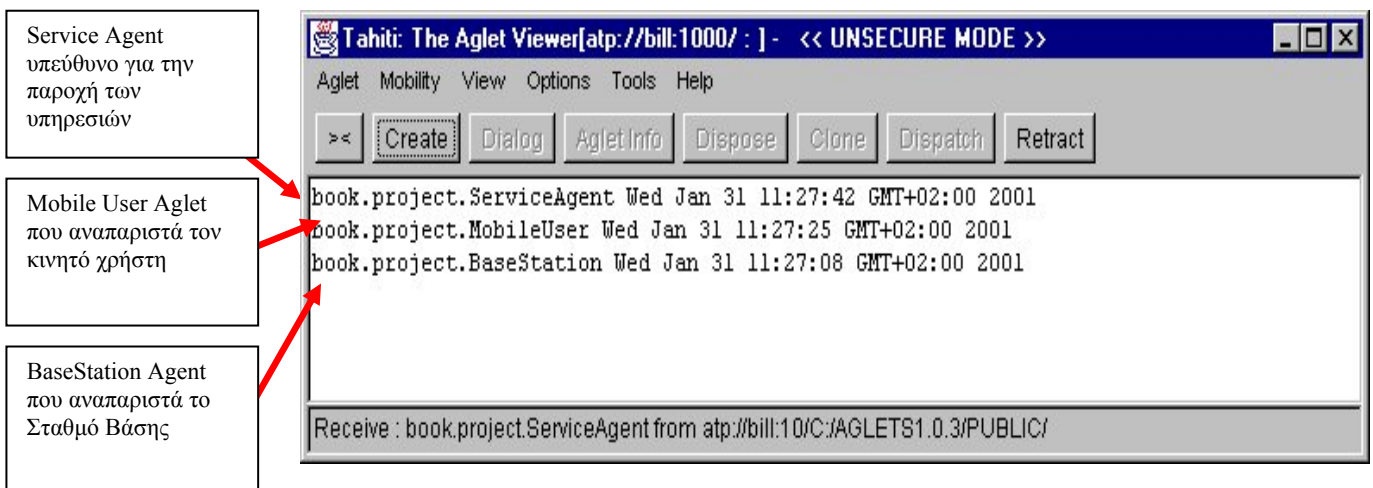 Service Agent
υπεύθυνο για την
παροχή των
υπηρεσιών
Mobile User Aglet
που αναπαριστά τον
κινητό χρήστη
BaseStation Agent
που αναπαριστά το
Σταθμό Βάσης
Tahiti: The Aglet Viewer[atp://bill:1000/ : ] - << UNSECURE MODE >>
Aglet Mobility View Options Tools Help
>< Create Dialog Aglet Info Dispose Clone Dispatch Retract
book.project.ServiceAgent Wed Jan 31 11:27:42 GMT+02:00 2001
book.project.MobileUser Wed Jan 31 11:27:25 GMT+02:00 2001
book.project.BaseStation Wed Jan 31 11:27:08 GMT+02:00 2001
Receive : book.project.ServiceAgent from atp://bill:10/C:/AGLETS1.0.3/PUBLIC/